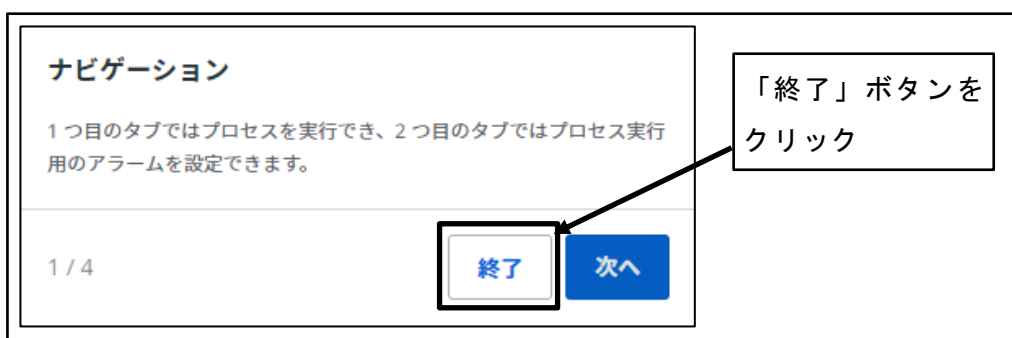 ナビゲーション
1 つ目のタブではプロセスを実行でき、2 つ目のタブではプロセス実行
用のアラームを設定できます。
1 / 4
終了
次へ
「終了」ボタンを
クリック